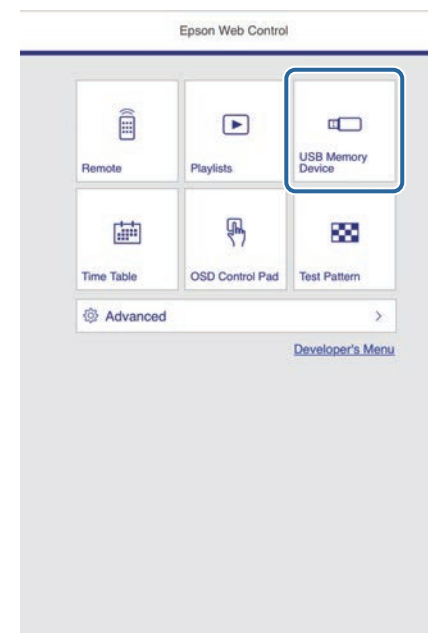 Epson Web Control
Remote
Playlists
USB Memory
Device
Time Table
OSD Control Pad
Test Pattern
Advanced
Developer's Menu